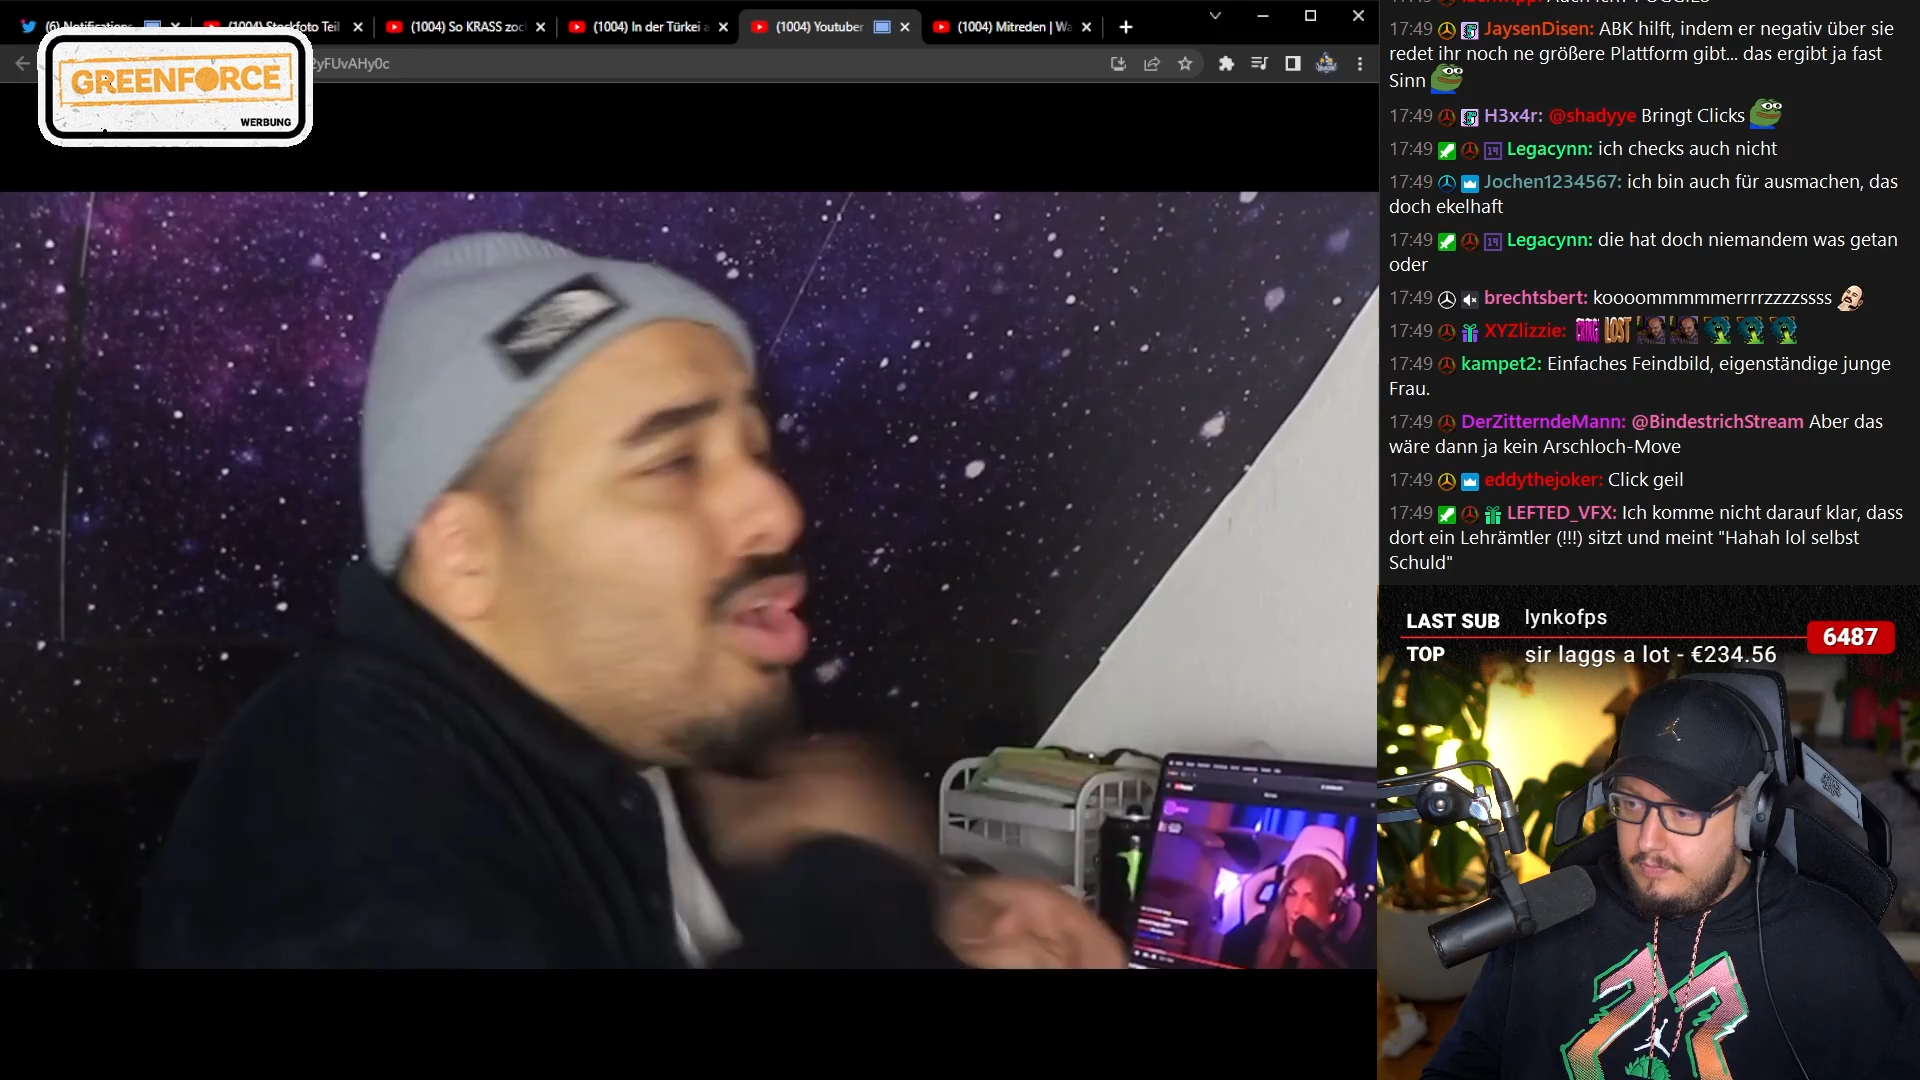 (6) Notifications
(1004) Stockfoto Teil
(1004) So KRASS zoc
(1004) In der Türkei
(1004) Youtuber
(1004) Mitreden | Wa
2yFUvAHy0c
GREENFORCE
WERBUNG
17:49 JaysenDisen: ABK hilft, indem er negativ über sie
redet ihr noch ne größere Plattform gibt... das ergibt ja fast
Sinn
17:49 H3x4r: @shadyye Bringt Clicks
17:49 19 Legacynn: ich checks auch nicht
17:49 Jochen1234567: ich bin auch für ausmachen, das
doch ekelhaft
17:49 19 Legacynn: die hat doch niemandem was getan
oder
17:49 brechtsbert: koooommmmmerrrrzzzzssss
17:49 XYZlizzie: LOST
17:49 kampet2: Einfaches Feindbild, eigenständige junge
Frau.
17:49 DerZitterndeMann: @BindestrichStream Aber das
wäre dann ja kein Arschloch-Move
17:49 eddythejoker: Click geil
17:49 LEFTED_VFX: Ich komme nicht darauf klar, dass
dort ein Lehrämtler (!!!) sitzt und meint "Hahah lol selbst
Schuld"
LAST SUB lynkofps
6487
TOP sir laggs a lot - €234.56